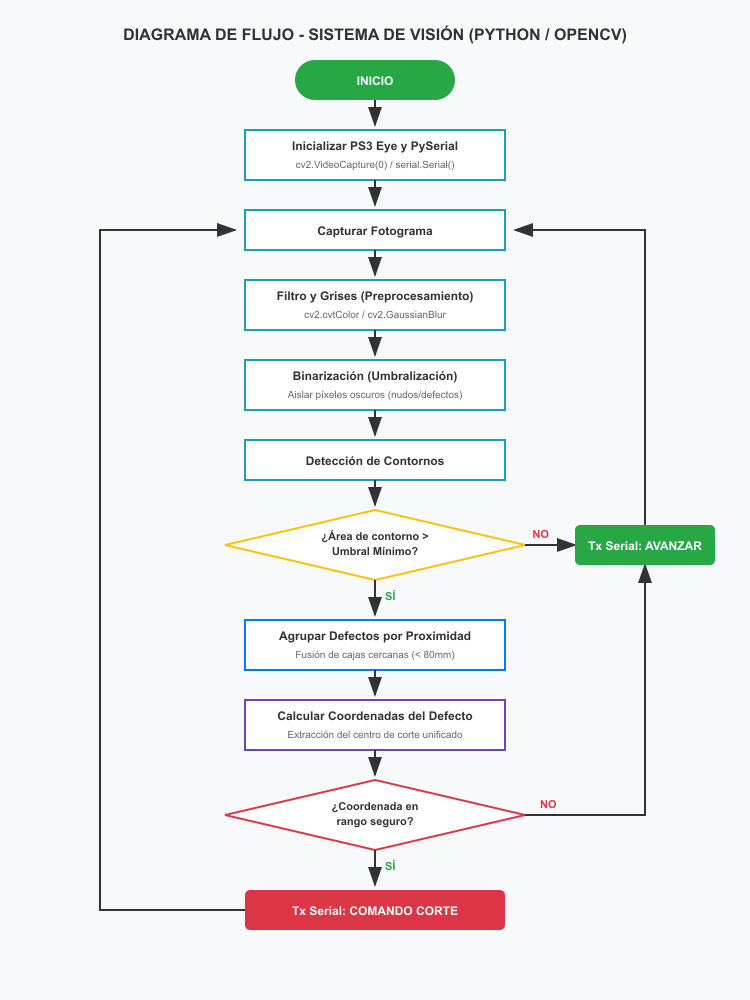 DIAGRAMA DE FLUJO - SISTEMA DE VISIÓN (PYTHON / OPENCV)
INICIO
Inicializar PS3 Eye y PySerial
cv2.VideoCapture(0) / serial.Serial()
Capturar Fotograma
Filtro y Grises (Preprocesamiento)
cv2.cvtColor / cv2.GaussianBlur
Binarización (Umbralización)
Aislar píxeles oscuros (nudos/defectos)
Detección de Contornos
¿Área de contorno >
Umbral Mínimo?
NO
Tx Serial: AVANZAR
SÍ
Agrupar Defectos por Proximidad
Fusión de cajas cercanas (< 80mm)
Calcular Coordenadas del Defecto
Extracción del centro de corte unificado
¿Coordenada en
rango seguro?
NO
SÍ
Tx Serial: COMANDO CORTE